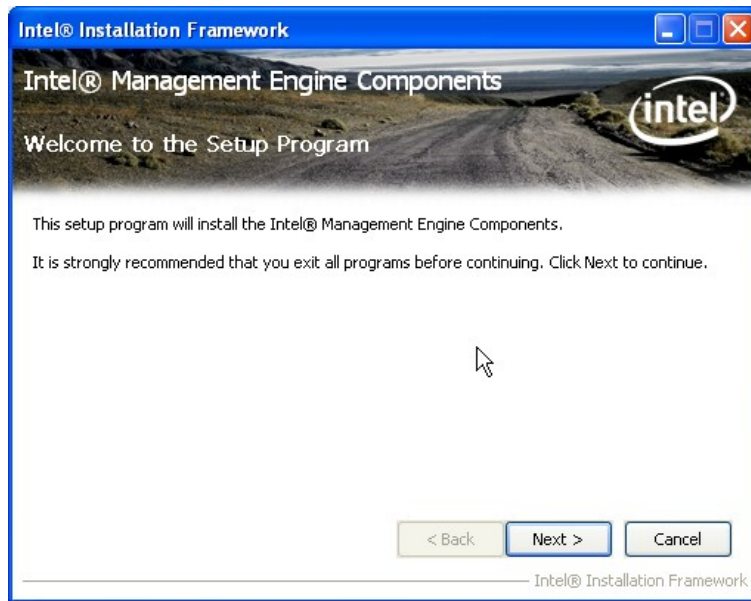 Intel® Installation Framework
Intel® Management Engine Components
intel
Welcome to the Setup Program
This setup program will install the Intel® Management Engine Components.
It is strongly recommended that you exit all programs before continuing. Click Next to continue.
< Back
Next >
Cancel
Intel® Installation Framework